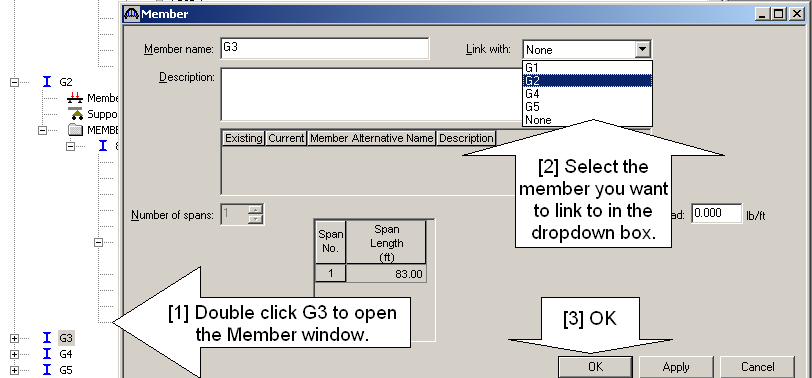 Member
Member name: G3
Link with: None
G1
G2
G4
G5
None
Description:
G2
Membe
Suppo
MEMBE
8
Existing Current Member Alternative Name Description
[2] Select the
member you want
to link to in the
dropdown box.
Number of spans: 1
ad: 0.000 lb/ft
Span
No.
Span
Length
(ft)
1 83.00
[1] Double click G3 to open
the Member window.
[3] OK
G3
G4
G5
OK Apply Cancel